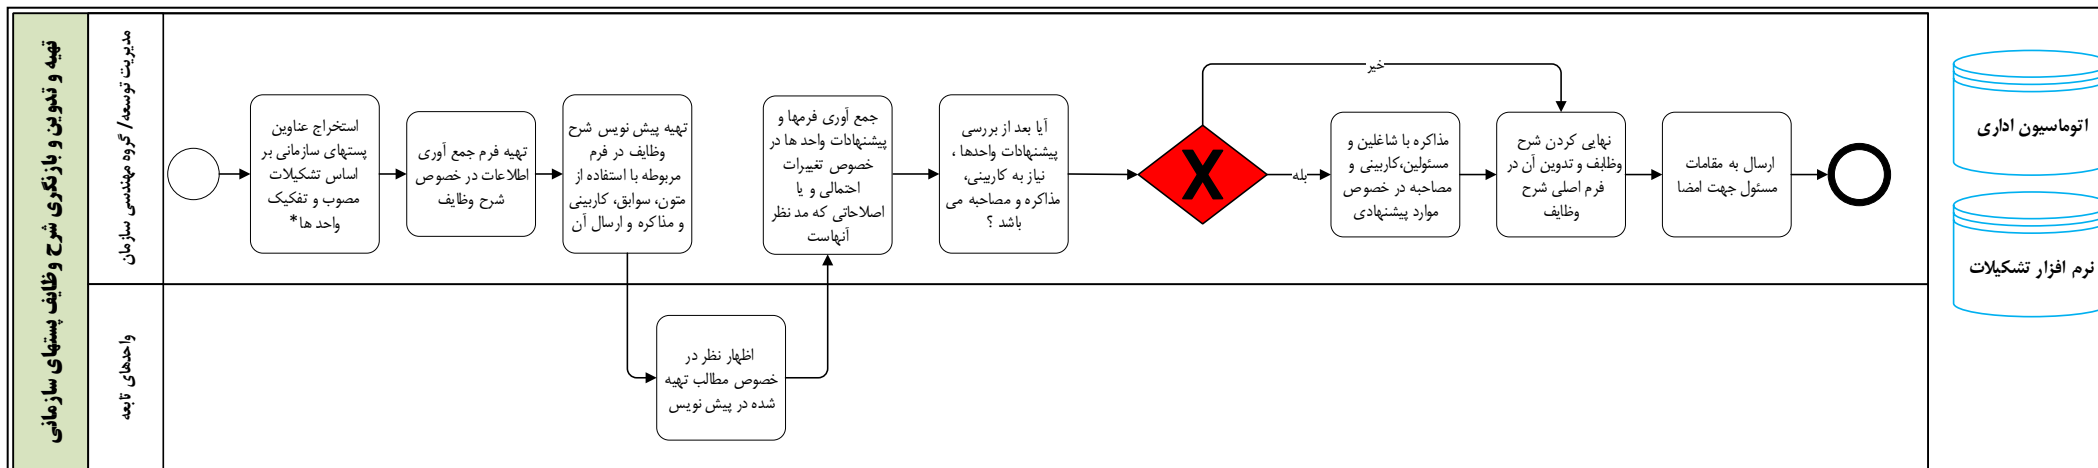 تهیه و تدوین و بازنگری شرح وظایف پستهای سازمانی
مدیریت توسعه/ گروه مهندسی سازمان
استخراج عناوین
پستهای سازمانی بر
اساس تشکیلات
مصوب و تفکیک
واحد ها*
تهیه فرم جمع آوری
اطلاعات در خصوص
شرح وظایف
تهیه پیش نویس شرح
وظایف در فرم
مربوطه با استفاده از
متون، سوابق، کاربینی
و مذاکره و ارسال آن
جمع آوری فرمها و
پیشنهادات واحد ها در
خصوص تغییرات
احتمالی و یا
اصلاحاتی که مد نظر
آنهاست
آیا بعد از بررسی
پیشنهادات واحدها ،
نیاز به کاربینی،
مذاکره و مصاحبه می
باشد ؟
X
خیر
بله
مذاکره با شاغلین و
مسئولین،کاربینی و
مصاحبه در خصوص
موارد پیشنهادی
نهایی کردن شرح
وظایف و تدوین آن در
فرم اصلی شرح
وظایف
ارسال به مقامات
مسئول جهت امضا
واحدهای تابعه
اظهار نظر در
خصوص مطالب تهیه
شده در پیش نویس
اتوماسیون اداری
نرم افزار تشکیلات